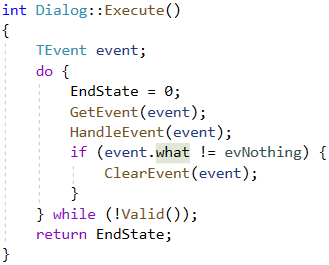 int Dialog::Execute()
{
    TEvent event;
    do {
        EndState = 0;
        GetEvent(event);
        HandleEvent(event);
        if (event.what != evNothing) {
            ClearEvent(event);
        }
    } while (!Valid());
    return EndState;
}